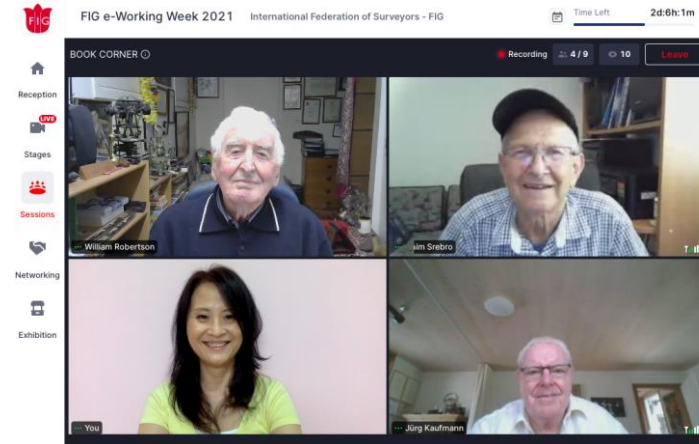 FIG
FIG e-Working Week 2021
International Federation of Surveyors - FIG
Time Left
2d:6h:1m
BOOK CORNER
Recording
4 / 9
10
Leave
Reception
LIVE
Stages
Sessions
Networking
Exhibition
William Robertson
aim Srebro
You
Jürg Kaufmann